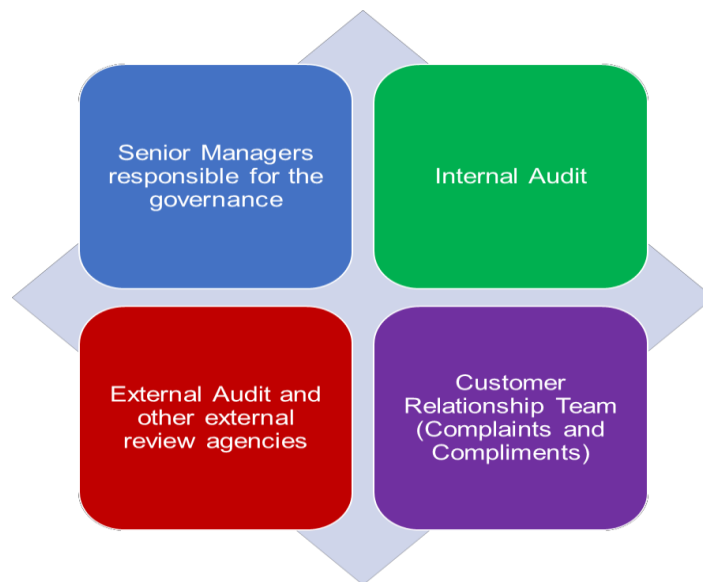 Senior Managers
responsible for the
governance
Internal Audit
External Audit and
other external
review agencies
Customer
Relationship Team
(Complaints and
Compliments)